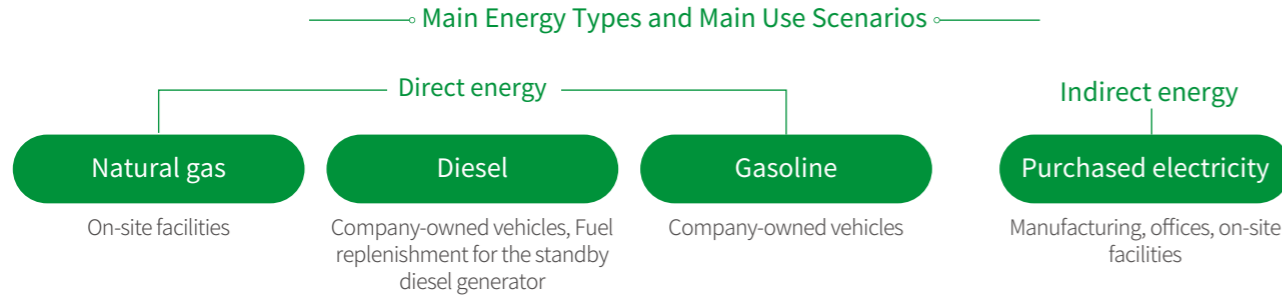 Main Energy Types and Main Use Scenarios
Direct energy
Indirect energy
Natural gas
Diesel
Gasoline
Purchased electricity
On-site facilities
Company-owned vehicles, Fuel
replenishment for the standby
diesel generator
Company-owned vehicles
Manufacturing, offices, on-site
facilities